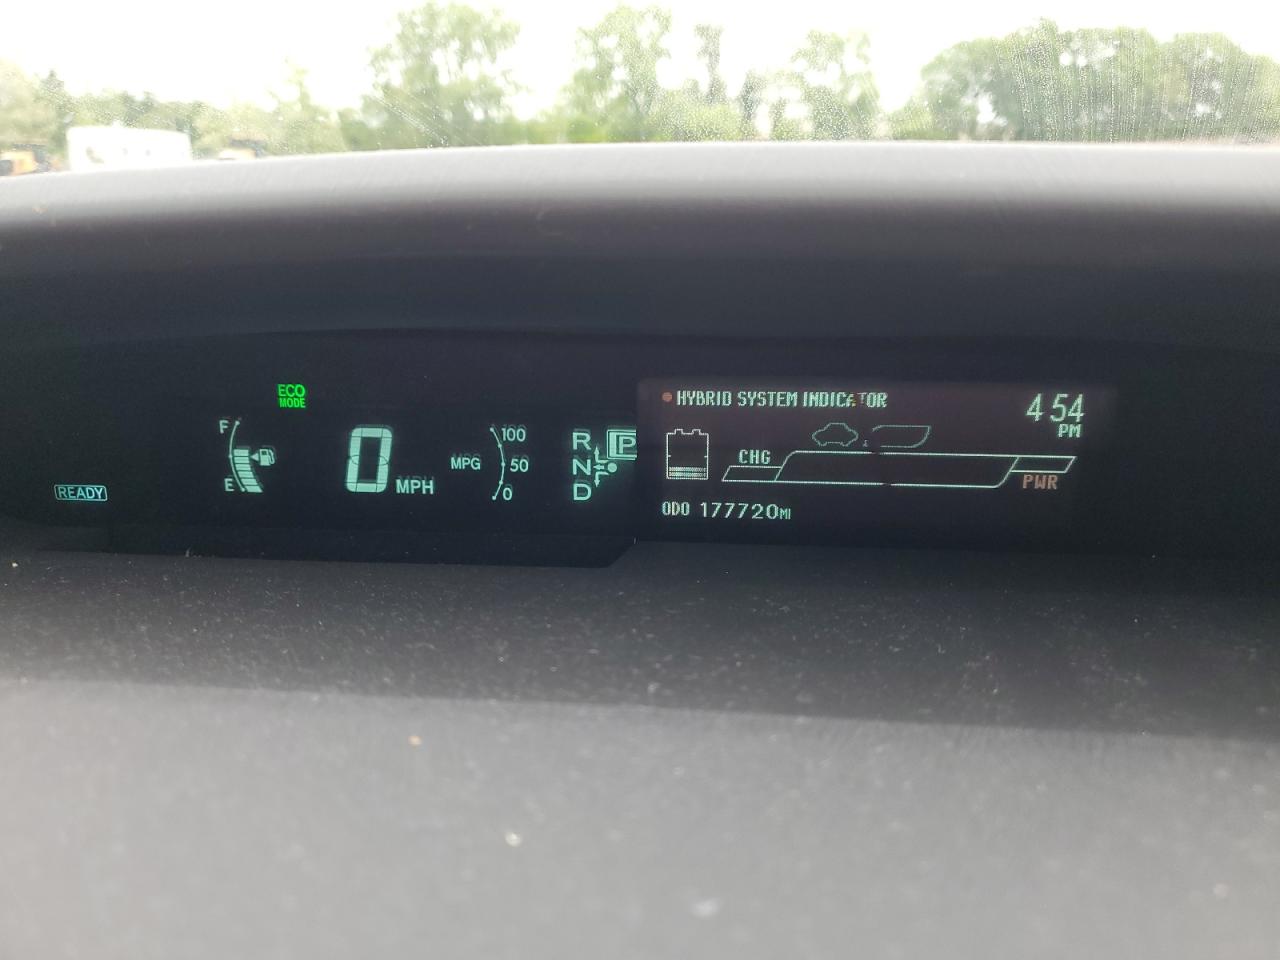 ECO
MODE
F
E
READY
0 MPH
MPG
100
50
0
R
N
D
P
HYBRID SYSTEM INDICATOR
4 54
PM
CHG
PWR
ODO 177720MI